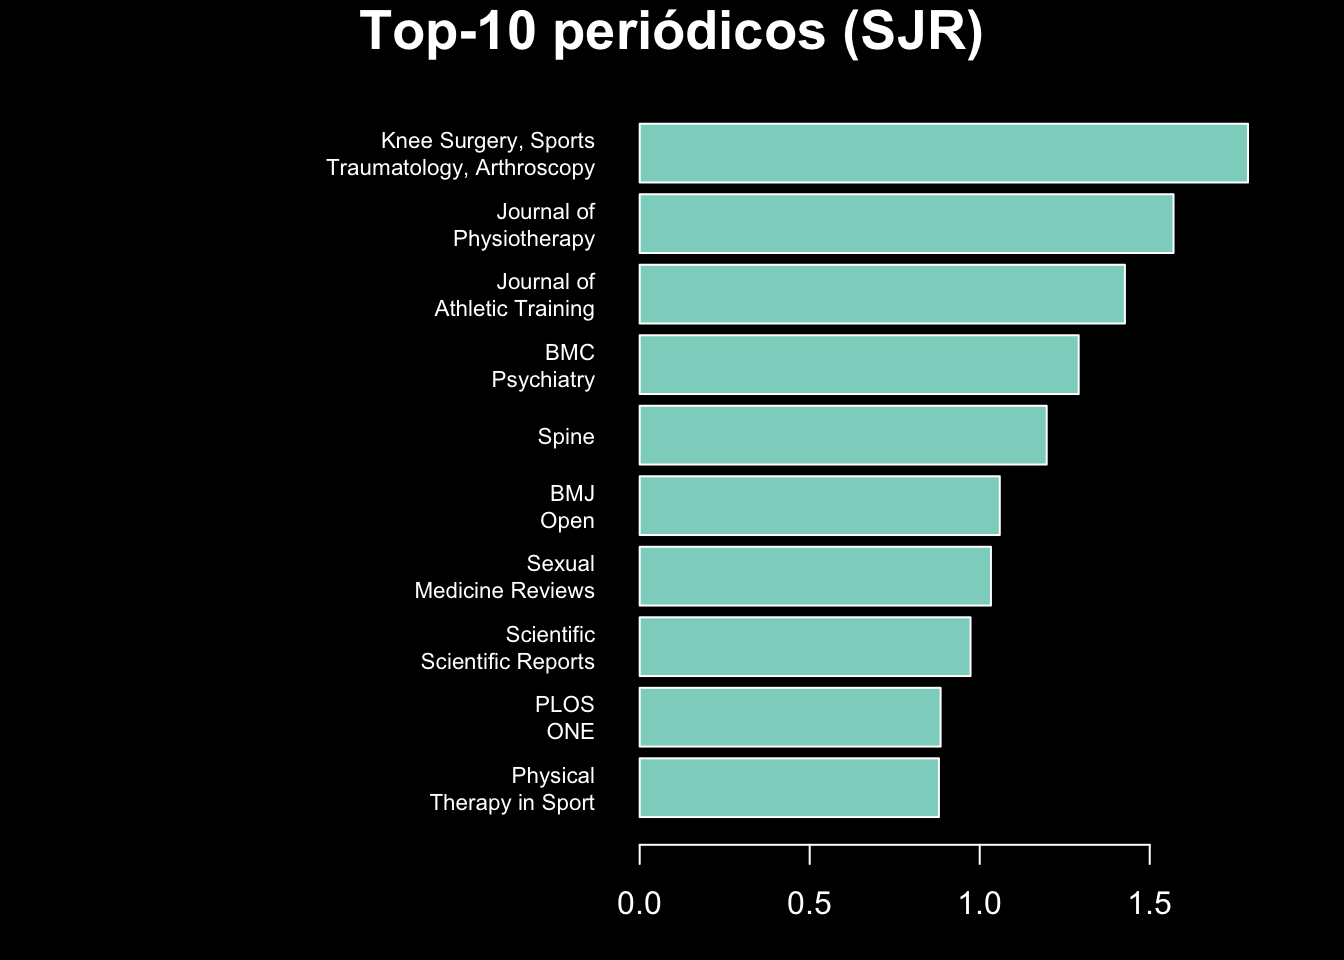 Top-10 periódicos (SJR)
Knee Surgery, Sports
Traumatology, Arthroscopy
Journal of
Physiotherapy
Journal of
Athletic Training
BMC
Psychiatry
Spine
BMJ
Open
Sexual
Medicine Reviews
Scientific
Scientific Reports
PLOS
ONE
Physical
Therapy in Sport
0.0 0.5 1.0 1.5